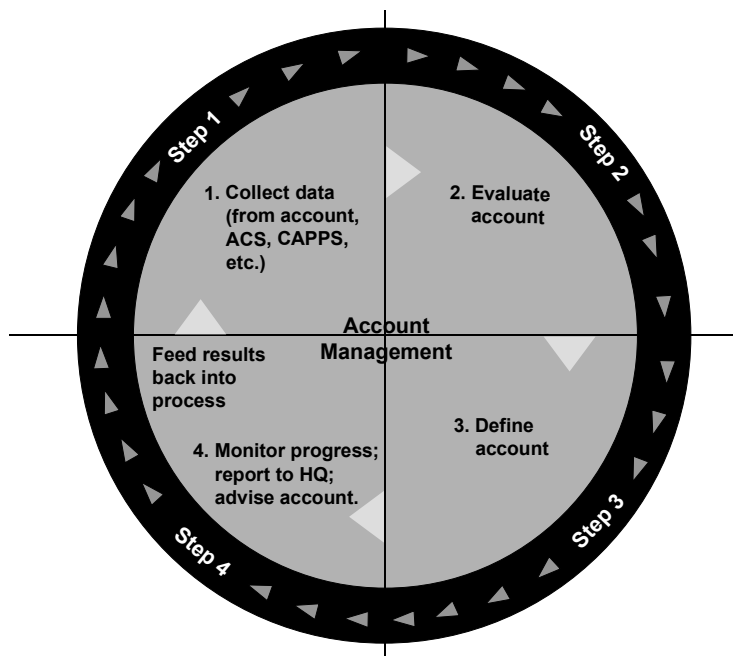 Step 1
Step 2
1. Collect data
(from account,
ACS, CAPPS,
etc.)
2. Evaluate
account
Account
Management
Feed results
back into
process
3. Define
account
4. Monitor progress;
report to HQ;
advise account.
Step 3
Step 4